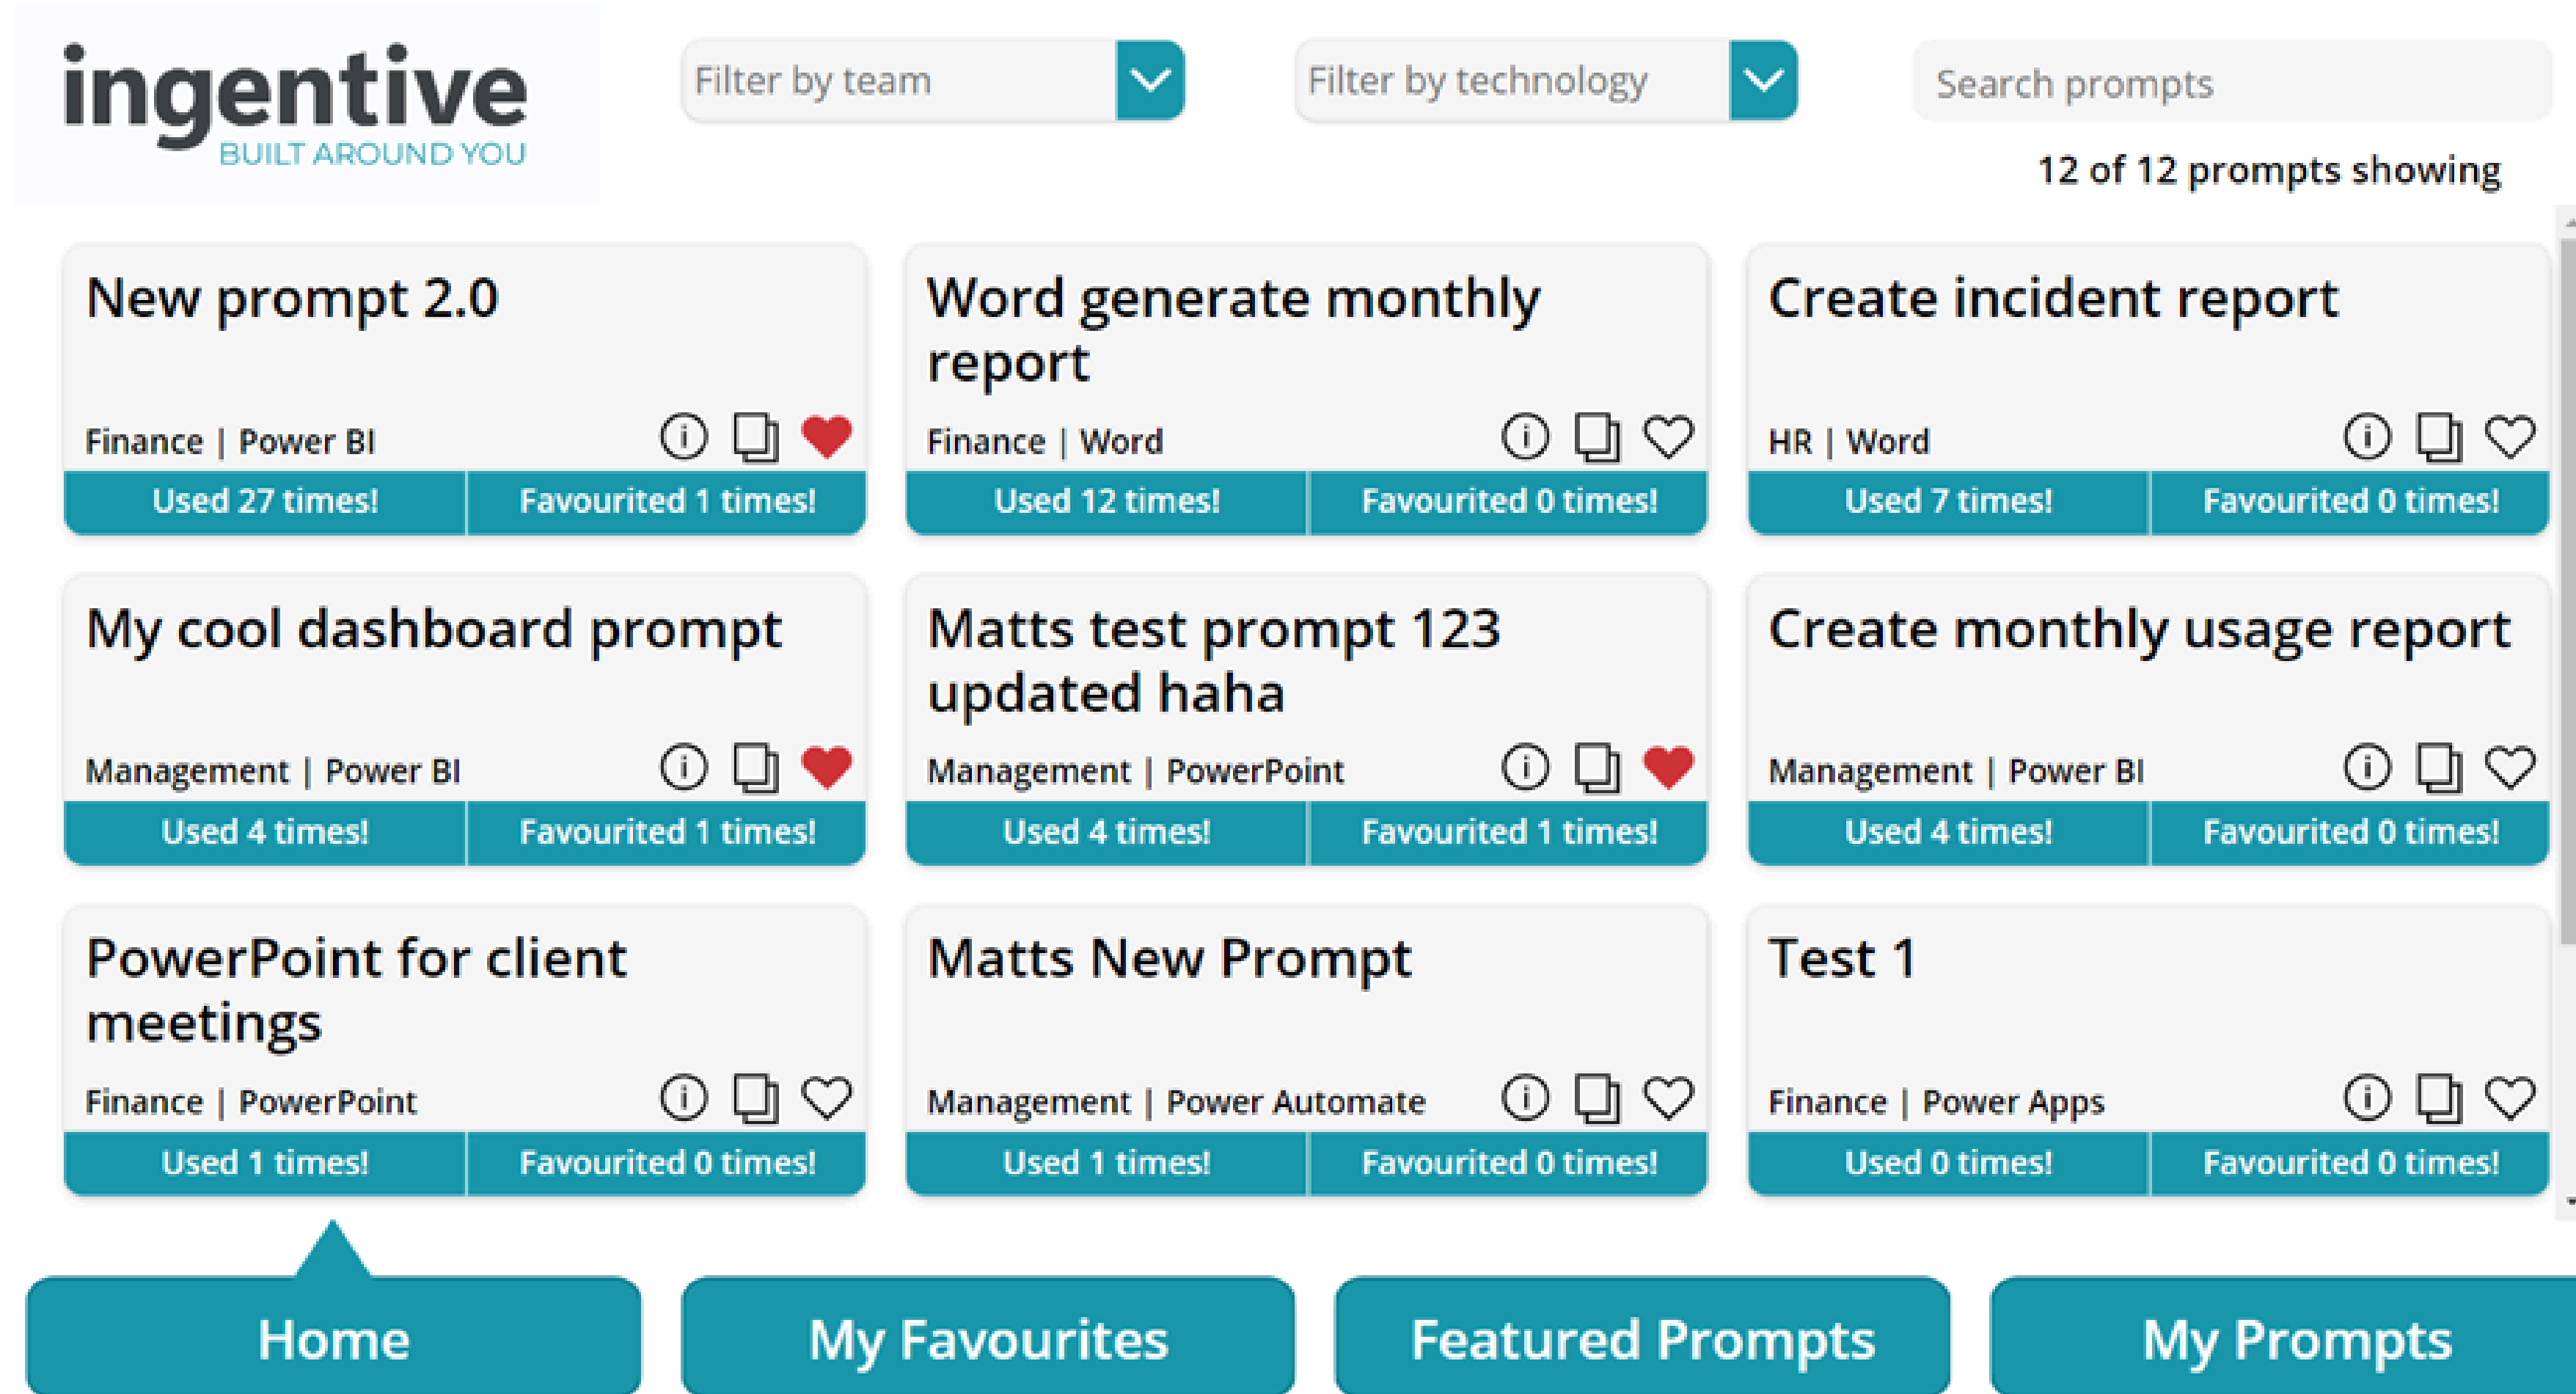 ingentive
BUILT AROUND YOU
Filter by team
Filter by technology
Search prompts
12 of 12 prompts showing
New prompt 2.0
Finance | Power BI
Used 27 times!
Favourited 1 times!
Word generate monthly
report
Finance | Word
Used 12 times!
Favourited 0 times!
Create incident report
HR | Word
Used 7 times!
Favourited 0 times!
My cool dashboard prompt
Management | Power BI
Used 4 times!
Favourited 1 times!
Matts test prompt 123
updated haha
Management | PowerPoint
Used 4 times!
Favourited 1 times!
Create monthly usage report
Management | Power BI
Used 4 times!
Favourited 0 times!
PowerPoint for client
meetings
Finance | PowerPoint
Used 1 times!
Favourited 0 times!
Matts New Prompt
Management | Power Automate
Used 1 times!
Favourited 0 times!
Test 1
Finance | Power Apps
Used 0 times!
Favourited 0 times!
Home
My Favourites
Featured Prompts
My Prompts